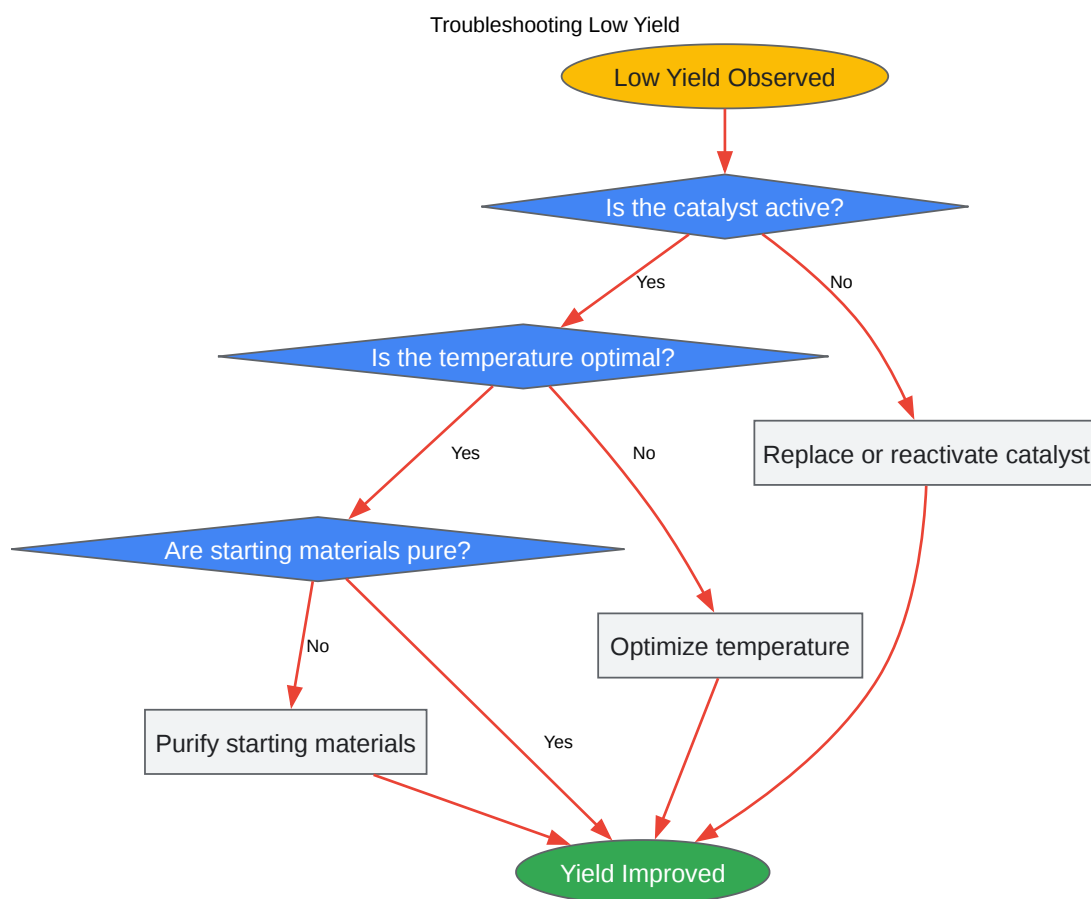 Troubleshooting Low Yield
Low Yield Observed
Is the catalyst active?
Yes
No
Is the temperature optimal?
Yes
No
Replace or reactivate catalyst
Are starting materials pure?
No
Optimize temperature
Purify starting materials
Yes
Yield Improved